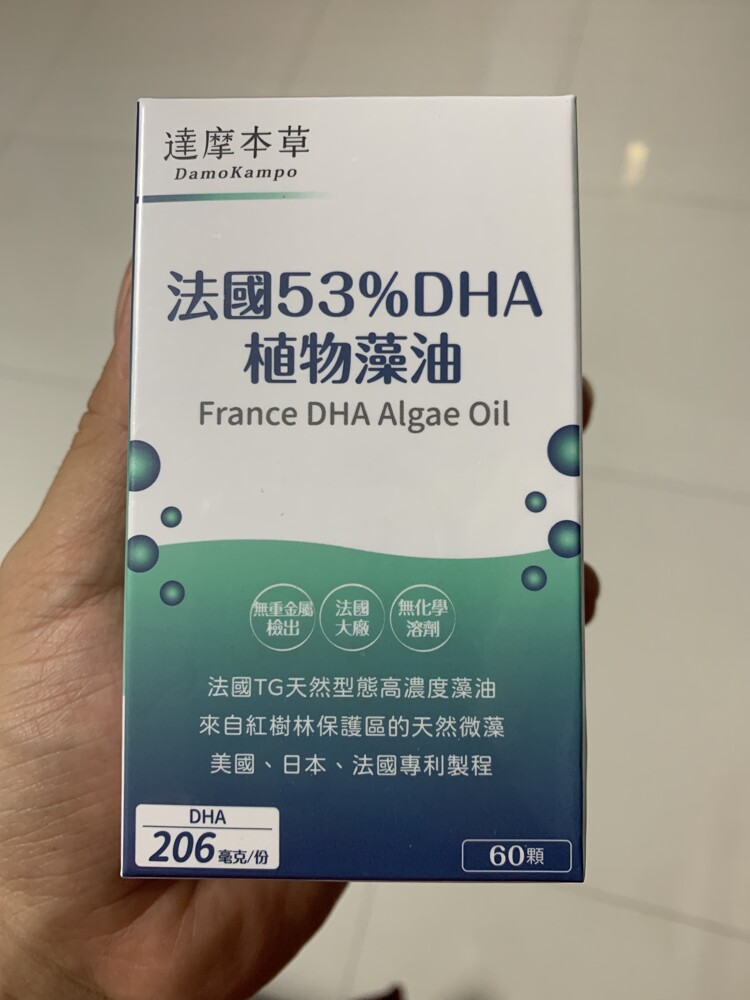 達摩本草
DamoKampo
法國53%DHA
植物藻油
France DHA Algae Oil
無重金屬
檢出
法國
大廠
無化學
溶劑
法國TG天然型態高濃度藻油
來自紅樹林保護區的天然微藻
美國、日本、法國專利製程
DHA
206毫克/份
60顆